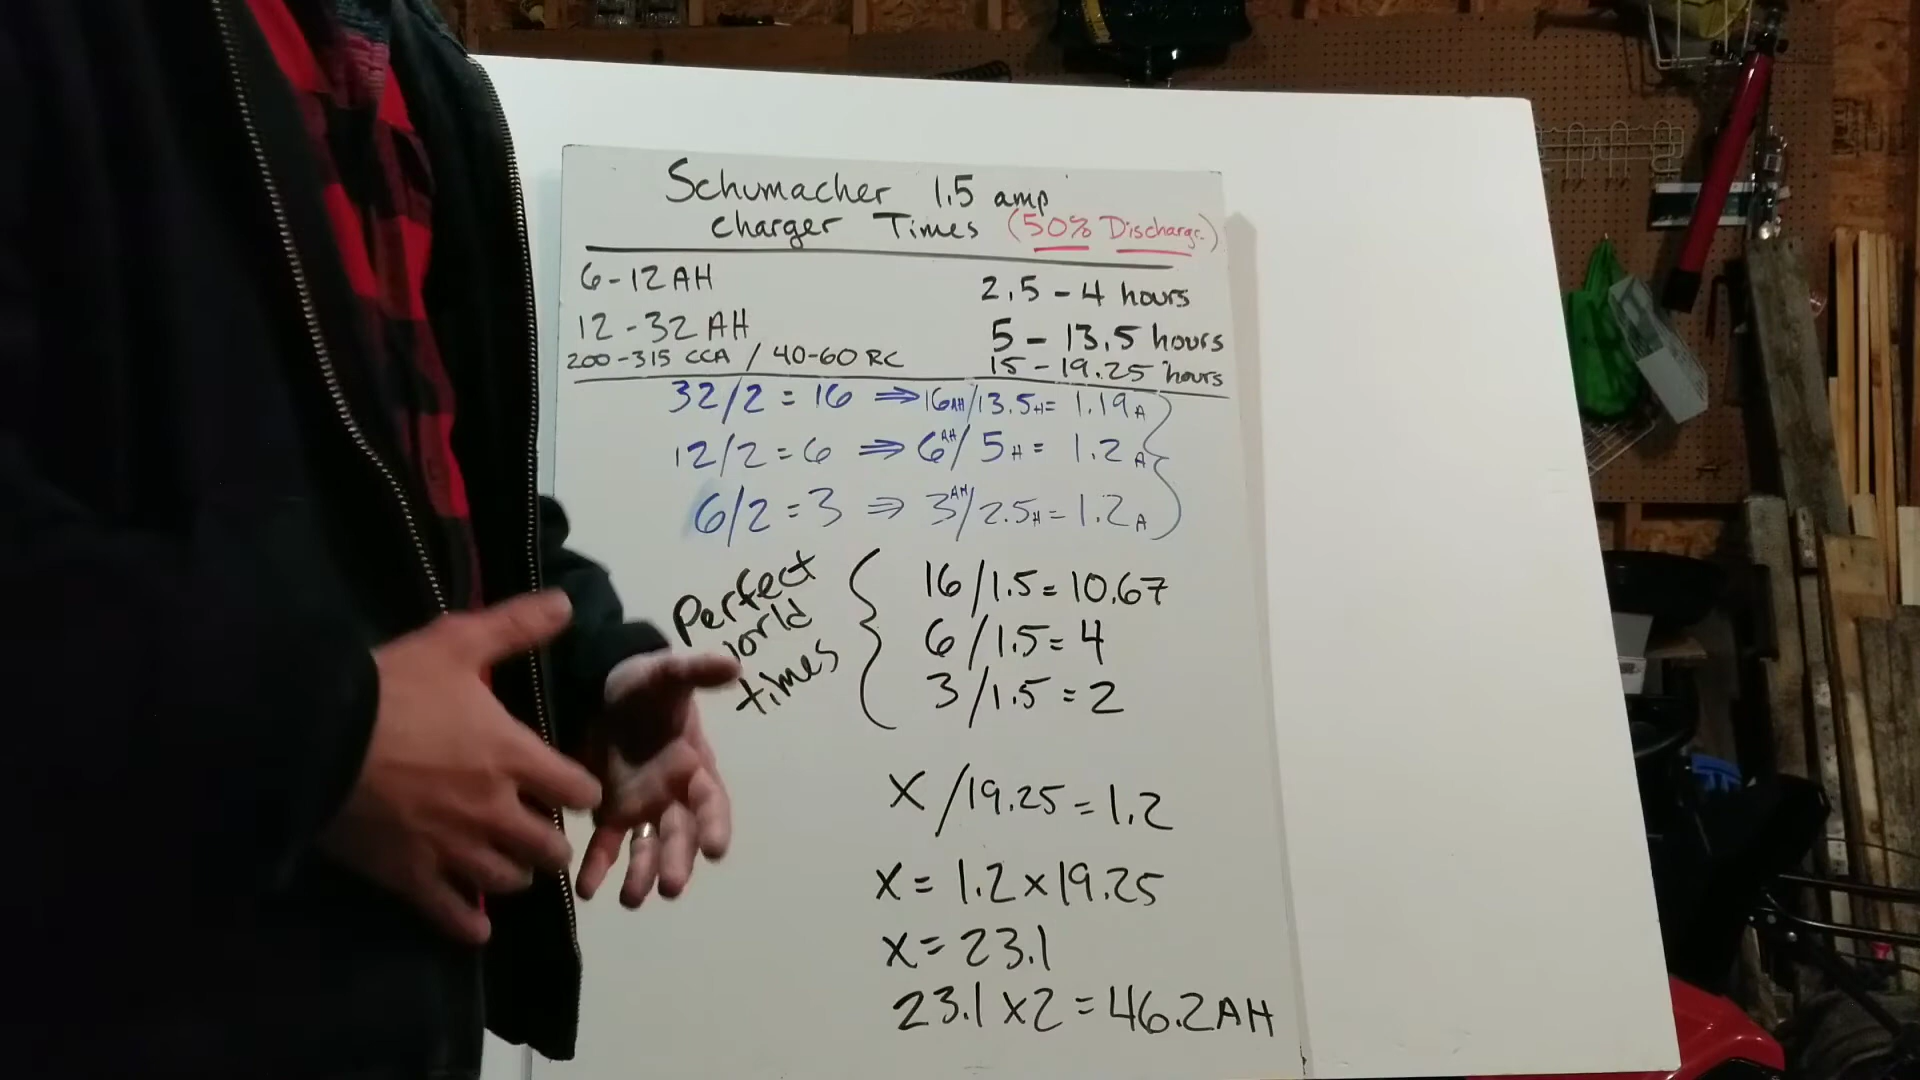 Schumacher 1.5 amp
charger Times (50% Discharge)
6-12AH 2.5 - 4 hours
12-32 AH 5 - 13.5 hours
200-315 CCA / 40-60 RC 15 - 19.25 hours
32/2 = 16 ⇒ 16AH/13.5H = 1.19A
12/2 = 6 ⇒ 6AH/5H = 1.2A
6/2 = 3 ⇒ 3AH/2.5H = 1.2A
Perfect
orld
times
16/1.5 = 10.67
6/1.5 = 4
3/1.5 = 2
X/19.25 = 1.2
X = 1.2 x 19.25
X = 23.1
23.1 x 2 = 46.2AH